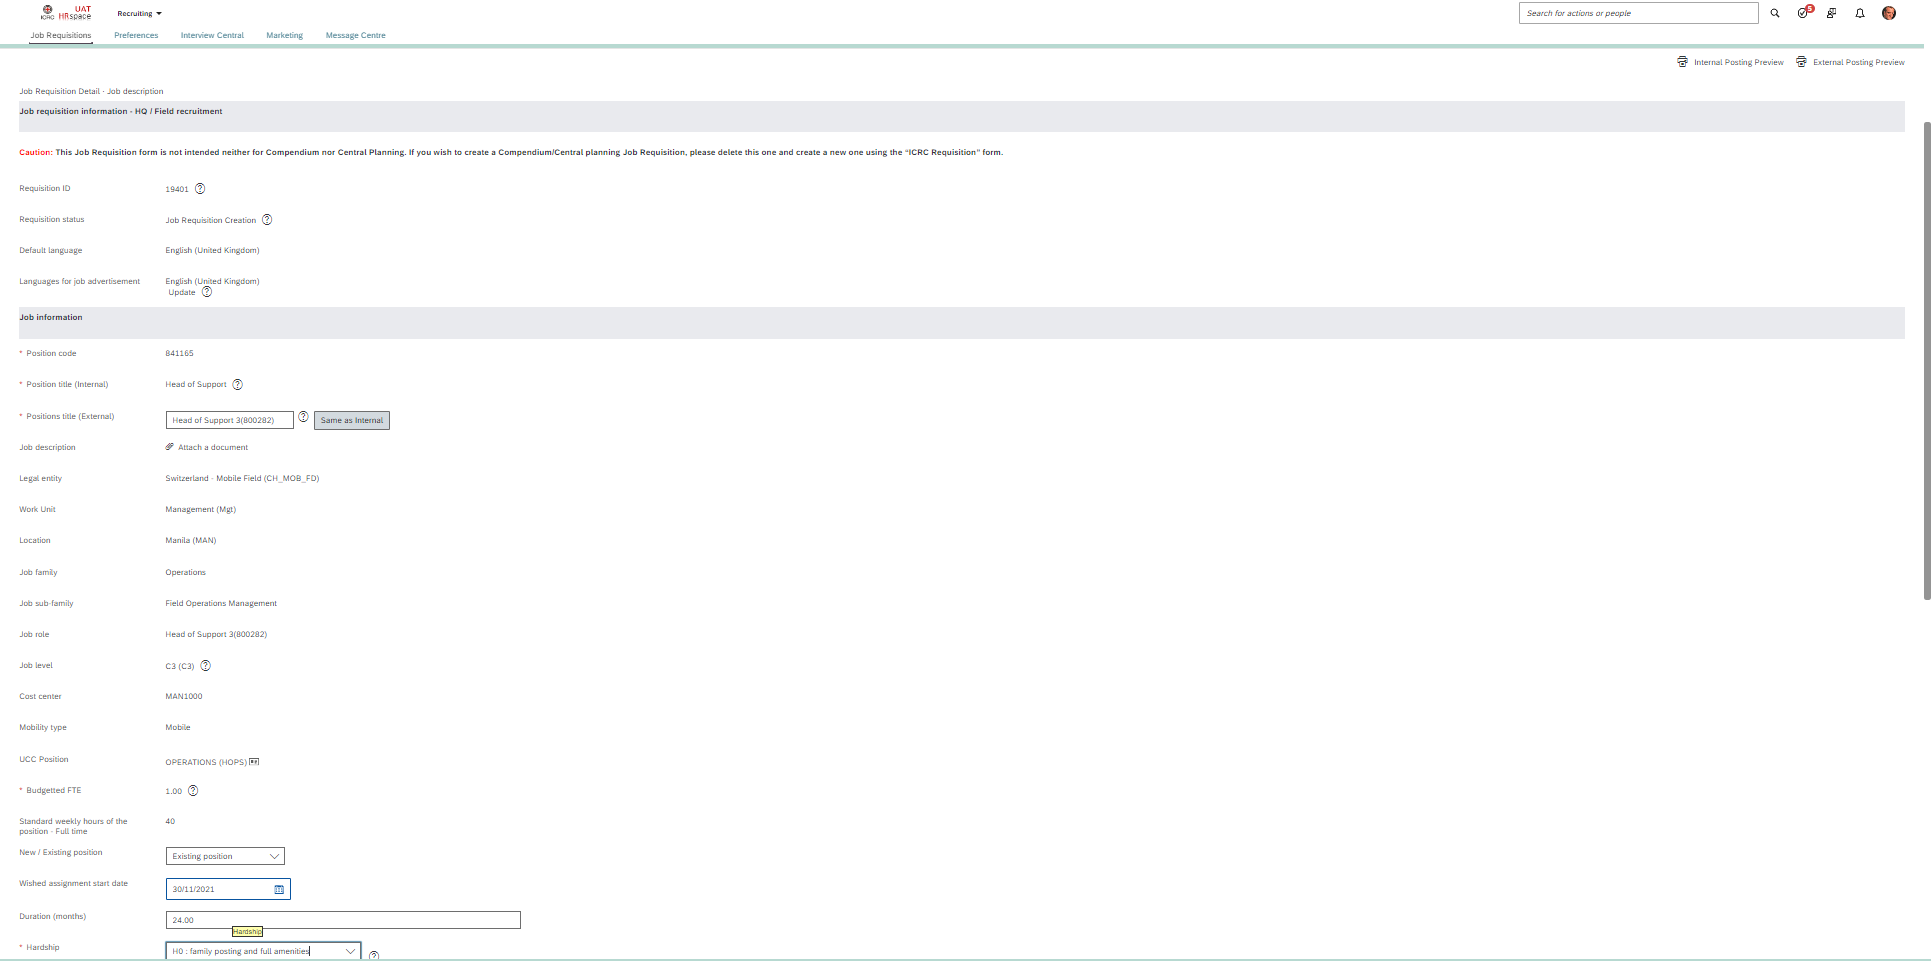 ICRC UAT HRspace Recruiting Search for actions or people 5
Job Requisitions Preferences Interview Central Marketing Message Centre
Internal Posting Preview External Posting Preview
Job Requisition Detail - Job description
Job requisition information - HQ / Field recruitment
Caution: This Job Requisition form is not intended neither for Compendium nor Central Planning. If you wish to create a Compendium/Central planning Job Requisition, please delete this one and create a new one using the “ICRC Requisition” form.
Requisition ID 19401 ?
Requisition status Job Requisition Creation ?
Default language English (United Kingdom)
Languages for job advertisement English (United Kingdom)
Update ?
Job information
* Position code 841165
* Position title (Internal) Head of Support ?
* Positions title (External) Head of Support 3(800282) ? Same as Internal
Job description Attach a document
Legal entity Switzerland - Mobile Field (CH_MOB_FD)
Work Unit Management (Mgt)
Location Manila (MAN)
Job family Operations
Job sub-family Field Operations Management
Job role Head of Support 3(800282)
Job level C3 (C3) ?
Cost center MAN1000
Mobility type Mobile
UCC Position OPERATIONS (HOPS)
* Budgetted FTE 1.00 ?
Standard weekly hours of the 40
position - Full time
New / Existing position Existing position
Wished assignment start date 30/11/2021
Duration (months) 24.00
Hardship
* Hardship H0 : family posting and full amenities ?